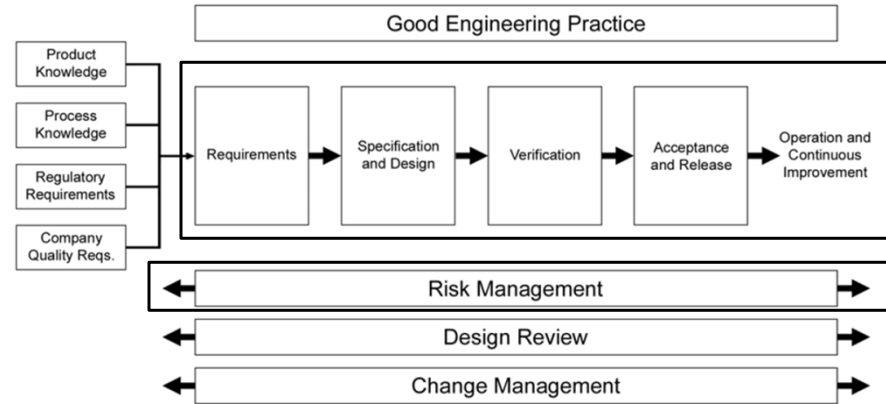 Good Engineering Practice
Product
Knowledge
Process
Knowledge
Regulatory
Requirements
Company
Quality Reqs.
Requirements
Specification
and Design
Verification
Acceptance
and Release
Operation and
Continuous
Improvement
Risk Management
Design Review
Change Management